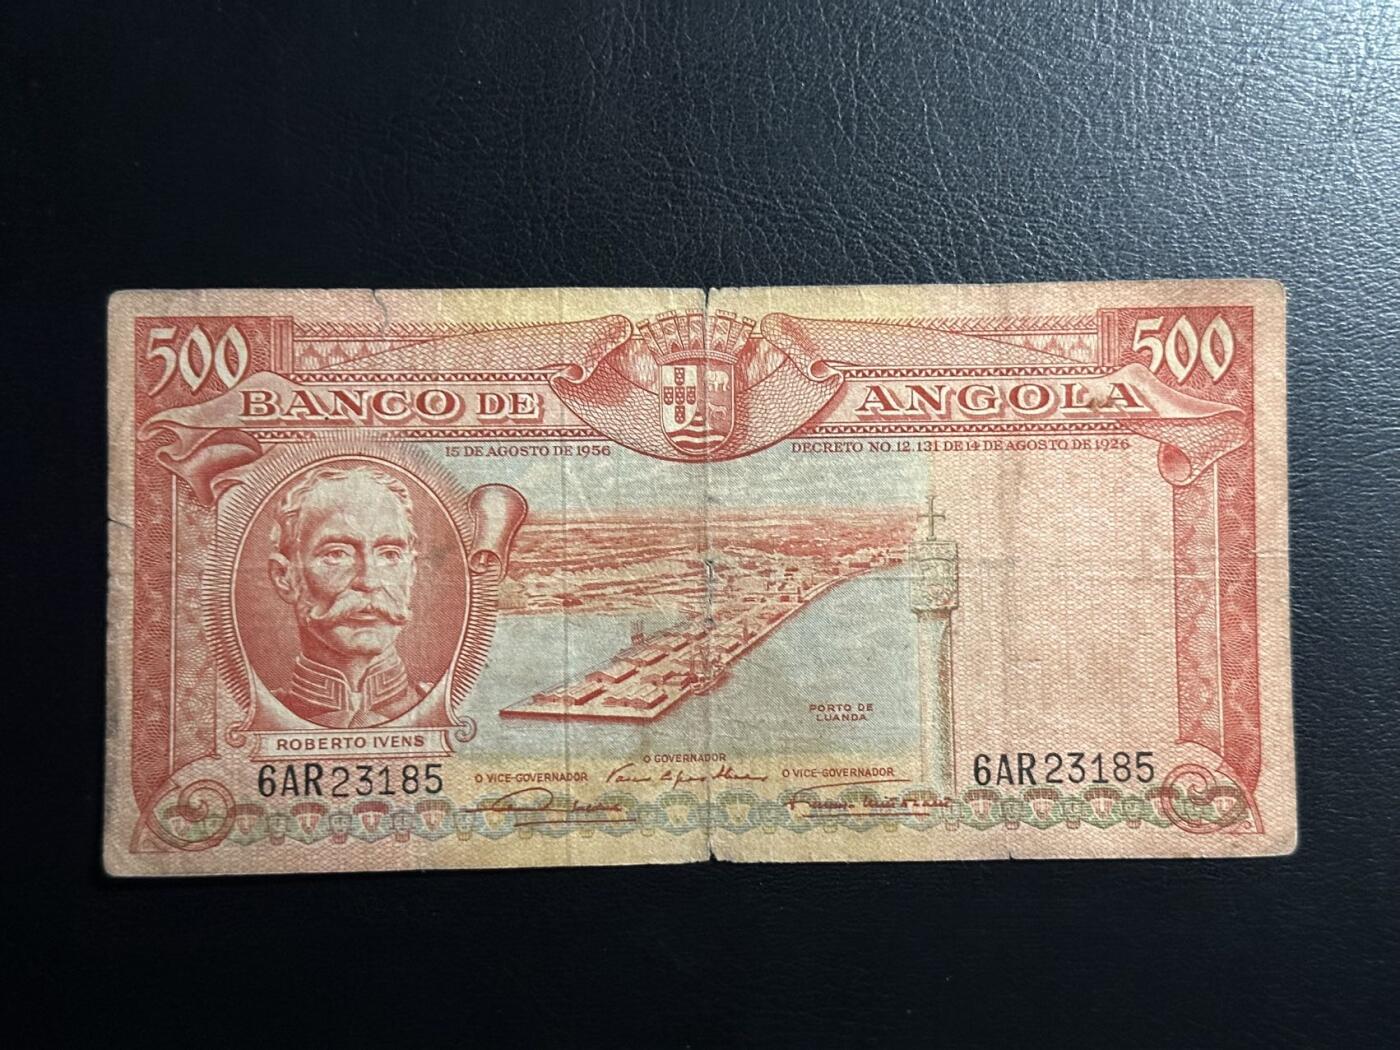 500 500
BANCO DE ANGOLA
15 DE AGOSTO DE 1956 DECRETO NO. 12.131 DE 14 DE AGOSTO DE 1926
PORTO DE
LUANDA
ROBERTO IVENS
O GOVERNADOR
O VICE-GOVERNADOR O VICE-GOVERNADOR
6AR23185 6AR23185